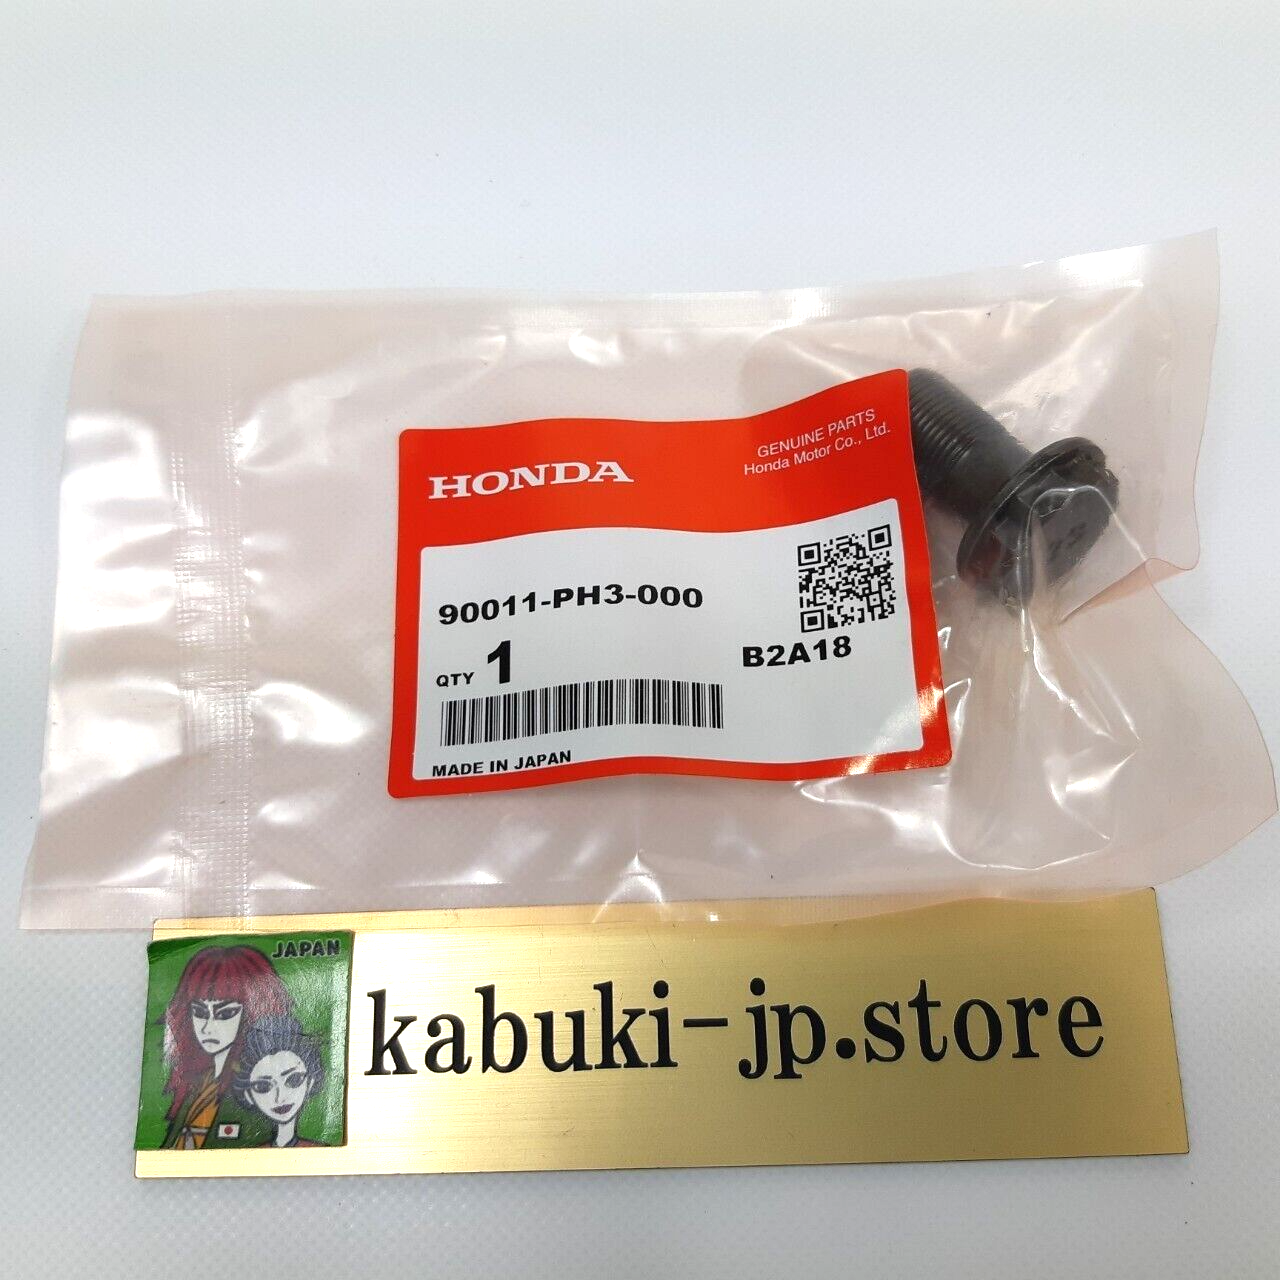 HONDA
GENUINE PARTS
Honda Motor Co., Ltd.
90011-PH3-000
QTY 1
B2A18
MADE IN JAPAN
JAPAN
kabuki-jp.store